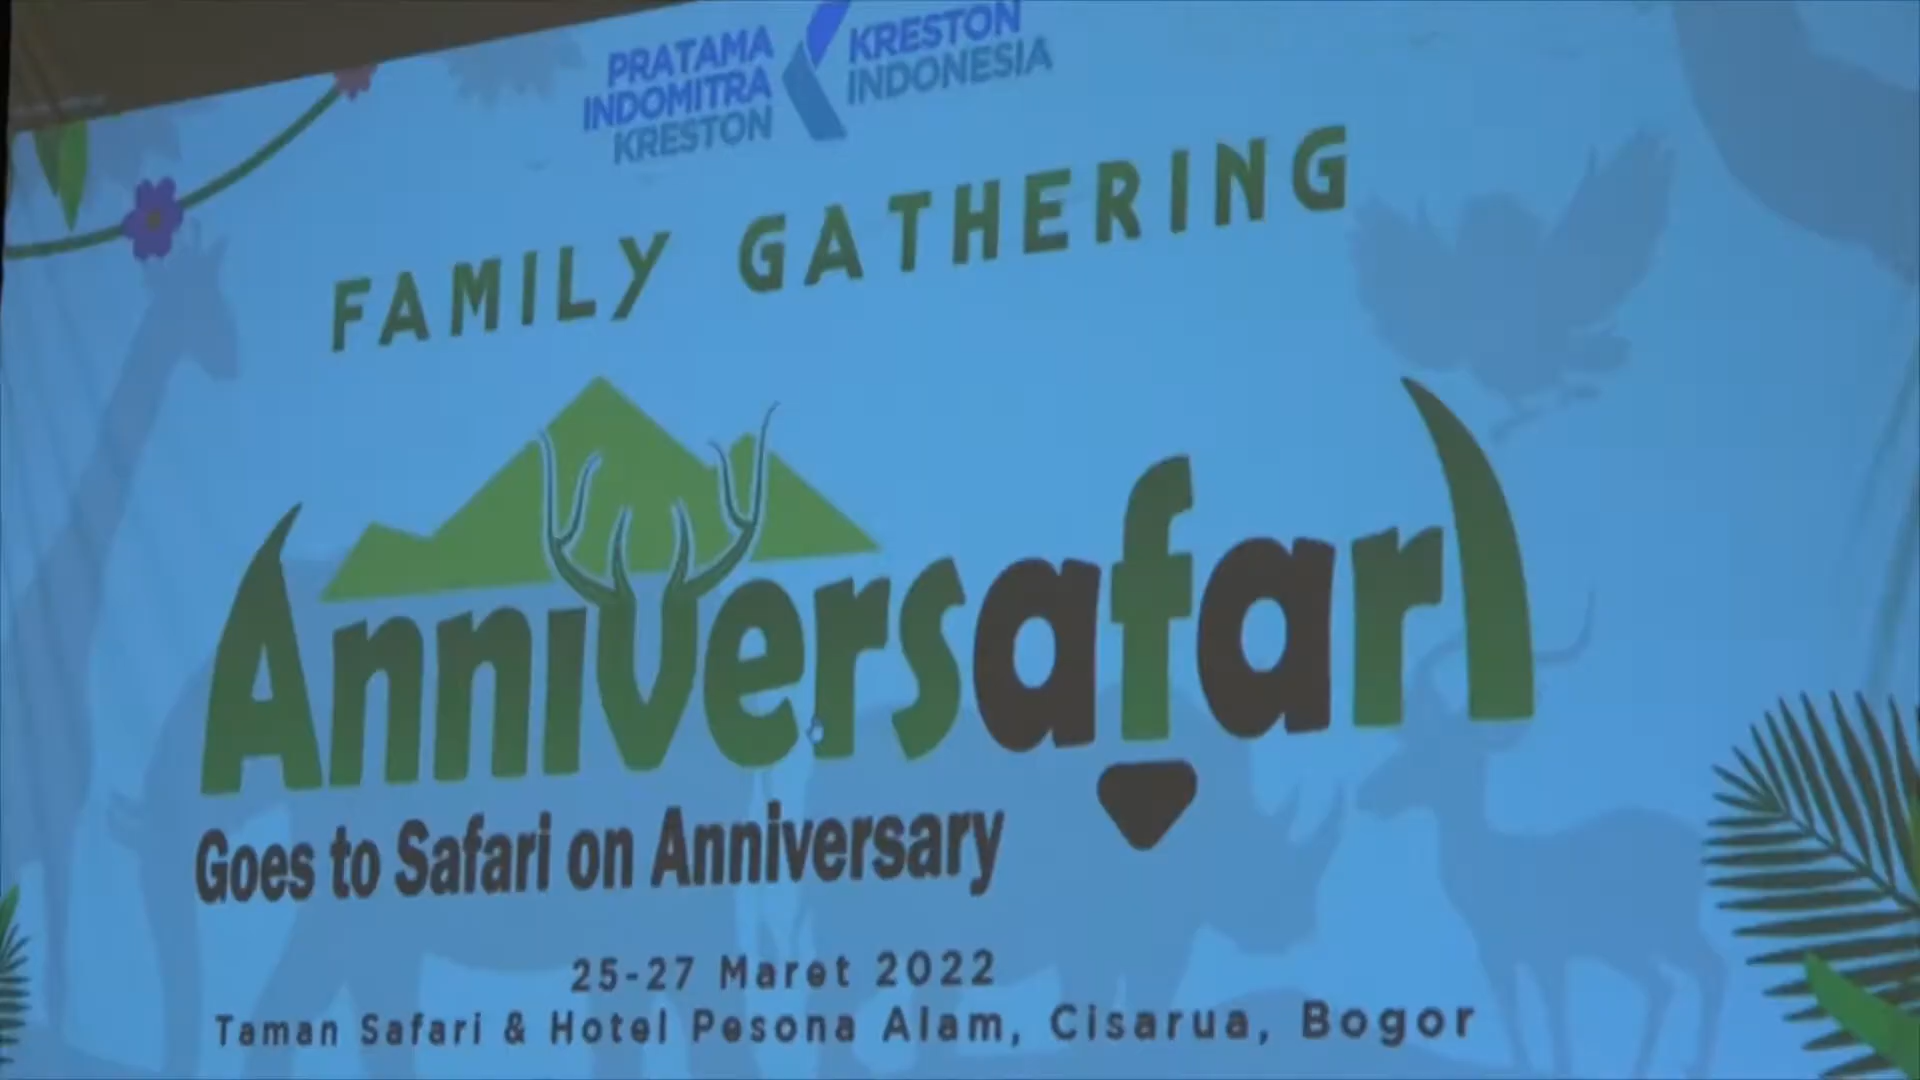 PRATAMA
INDOMITRA
KRESTON
KRESTON
INDONESIA
FAMILY GATHERING
Anniversafari
Goes to Safari on Anniversary
25-27 Maret 2022
Taman Safari & Hotel Pesona Alam, Cisarua, Bogor